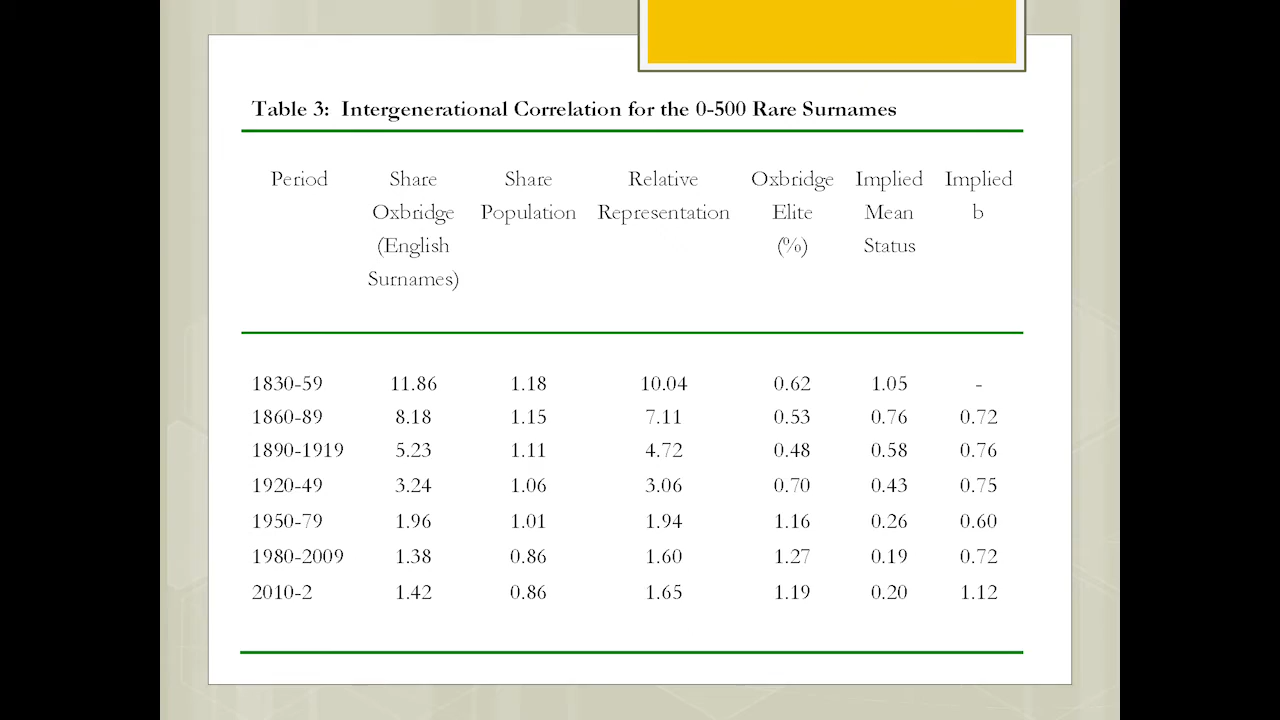 Table 3: Intergenerational Correlation for the 0-500 Rare Surnames
Period Share Share Relative Oxbridge Implied Implied
Oxbridge Population Representation Elite Mean b
(English (%) Status
Surnames)
1830-59 11.86 1.18 10.04 0.62 1.05 -
1860-89 8.18 1.15 7.11 0.53 0.76 0.72
1890-1919 5.23 1.11 4.72 0.48 0.58 0.76
1920-49 3.24 1.06 3.06 0.70 0.43 0.75
1950-79 1.96 1.01 1.94 1.16 0.26 0.60
1980-2009 1.38 0.86 1.60 1.27 0.19 0.72
2010-2 1.42 0.86 1.65 1.19 0.20 1.12